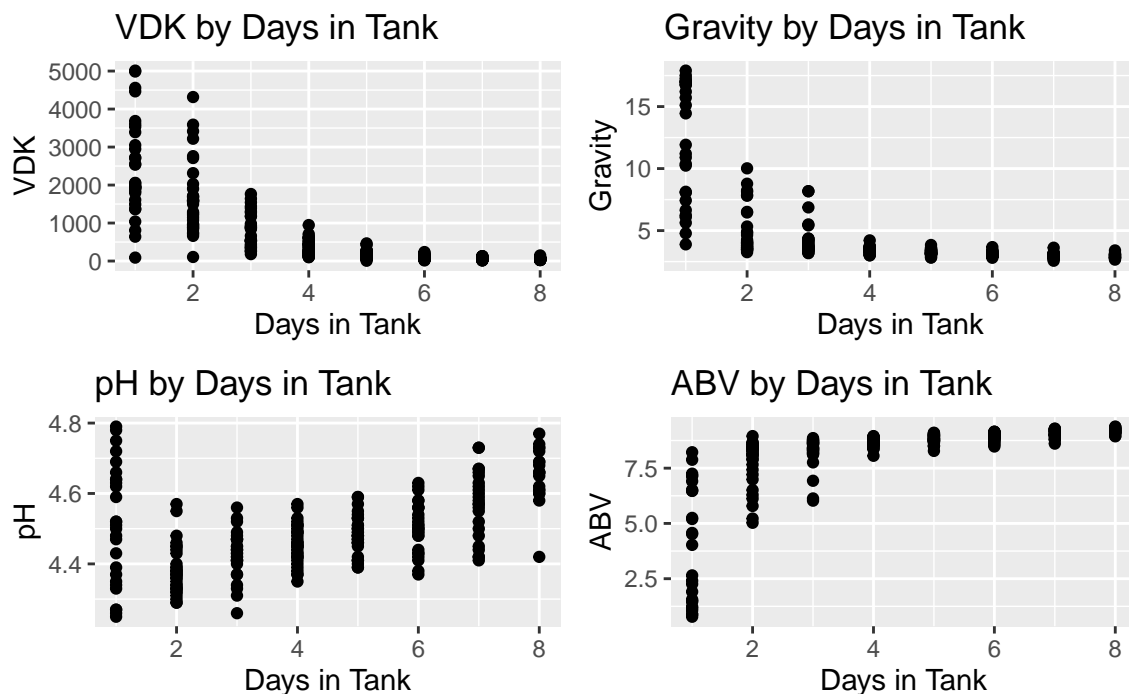 VDK by Days in Tank
5000
4000
3000
2000
1000
0
VDK
2 4 6 8
Days in Tank
Gravity by Days in Tank
15
10
5
Gravity
2 4 6 8
Days in Tank
pH by Days in Tank
4.8
4.6
4.4
pH
2 4 6 8
Days in Tank
ABV by Days in Tank
7.5
5.0
2.5
ABV
2 4 6 8
Days in Tank